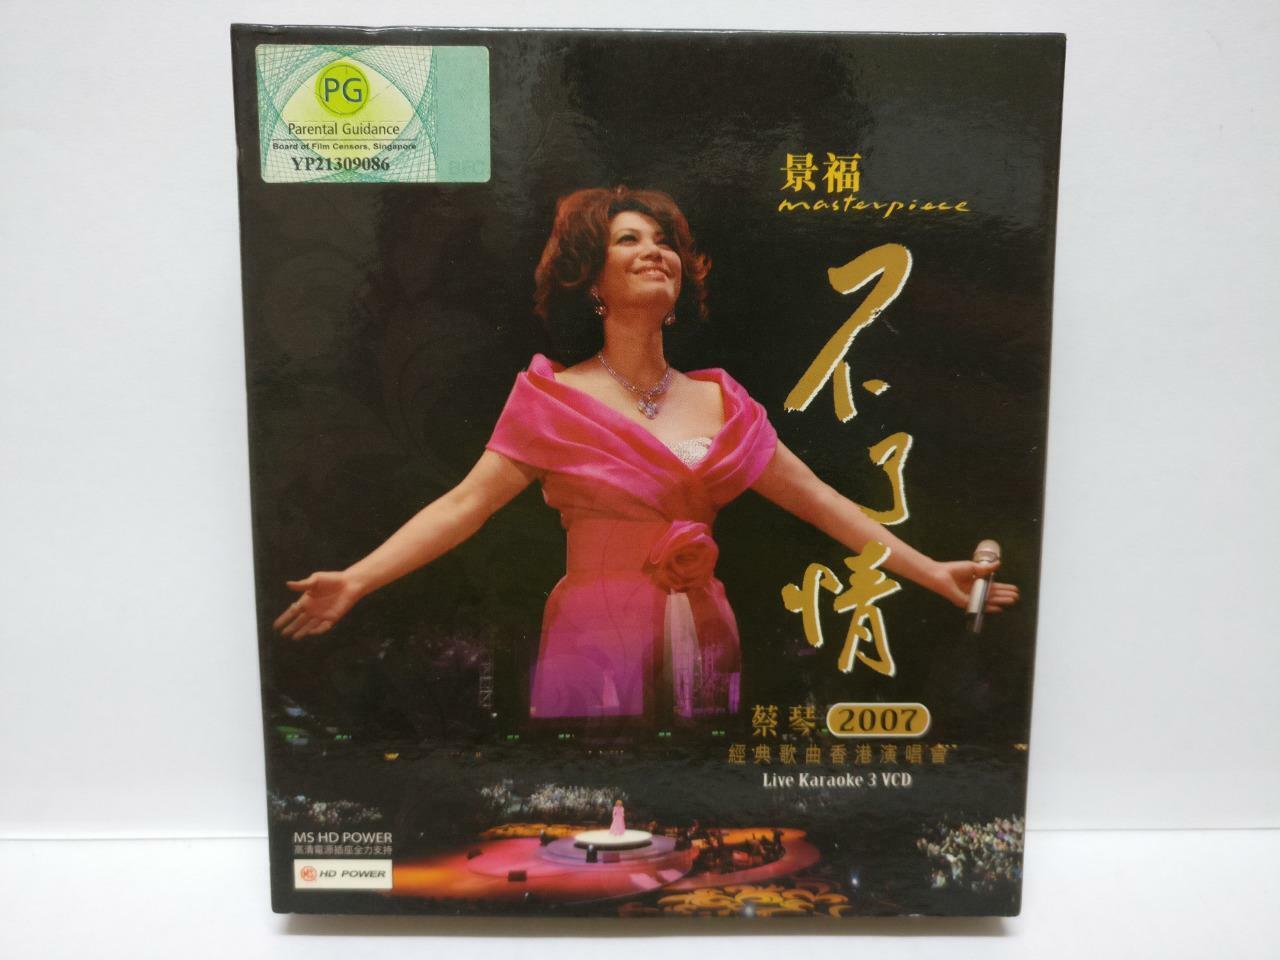 PG
Parental Guidance
Board of Film Censors, Singapore
YP21309086
BFC
景福
masterpiece
不了情
蔡琴 2007
經典歌曲香港演唱會
Live Karaoke 3 VCD
MS HD POWER
高清電源插座全力支持
MS HD POWER